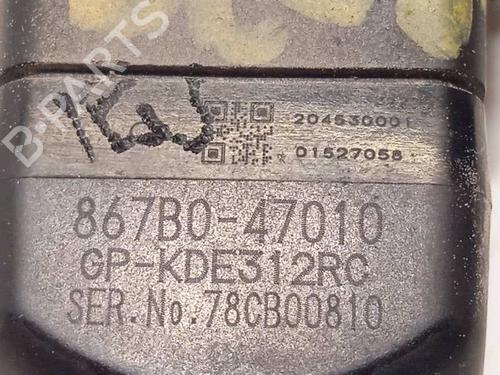 B-PARTS
204530001
01527058
867B0-47010
GP-KDE312RC
SER.No.78CB00810